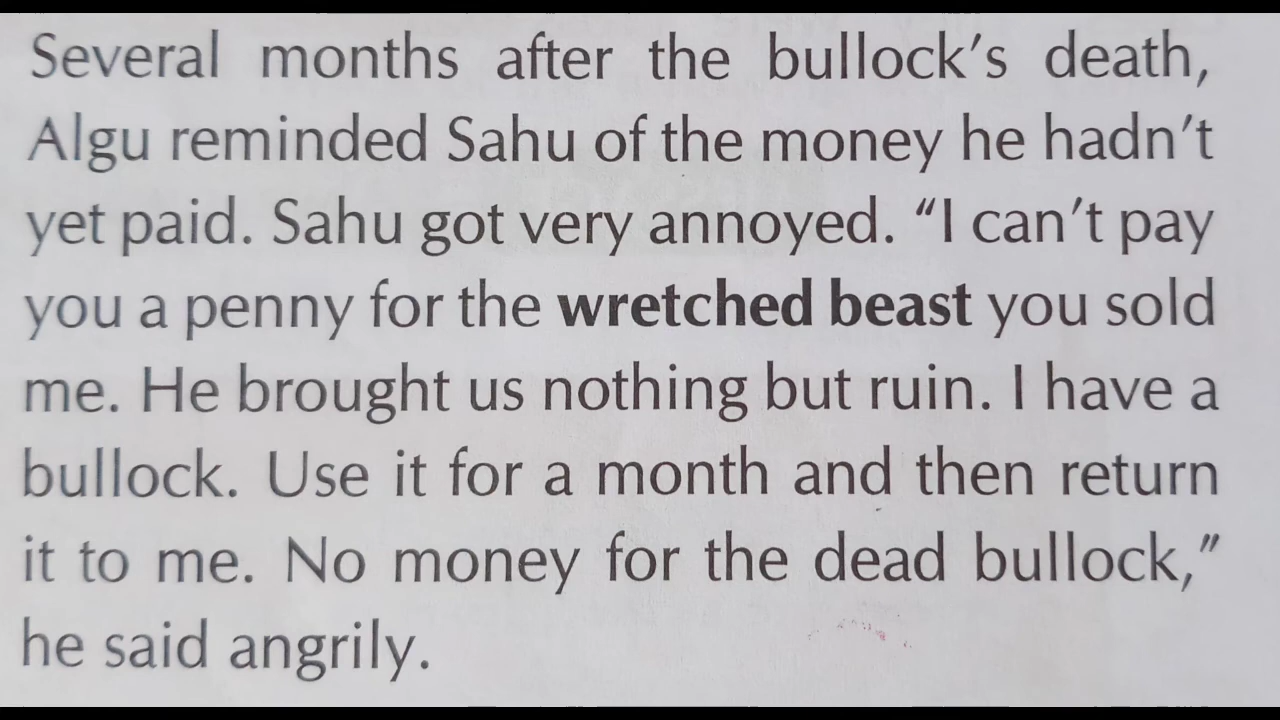 Several months after the bullock’s death,
Algu reminded Sahu of the money he hadn’t
yet paid. Sahu got very annoyed. “I can’t pay
you a penny for the wretched beast you sold
me. He brought us nothing but ruin. I have a
bullock. Use it for a month and then return
it to me. No money for the dead bullock,”
he said angrily.